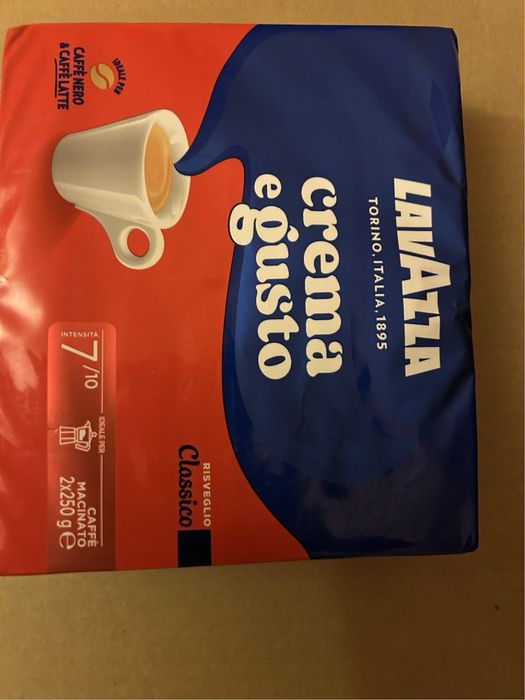 LAVAZZA
TORINO, ITALIA, 1895
crema
e gusto
IDEALE PER
CAFFÈ NERO
& CAFFÈ LATTE
RISVEGLIO
Classico
INTENSITÀ
7/10
IDEALE PER
CAFFÈ
MACINATO
2x250 g e